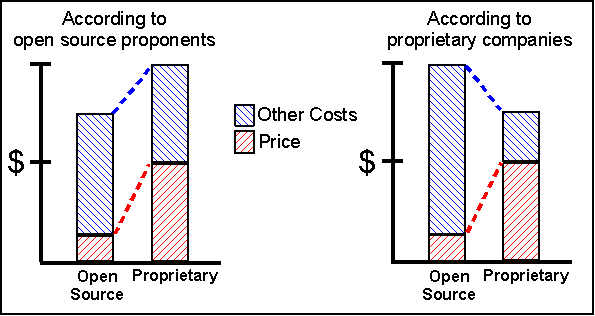 According to
open source proponents
According to
proprietary companies
$
Other Costs
Price
$
Open
Source
Proprietary
Open
Source
Proprietary